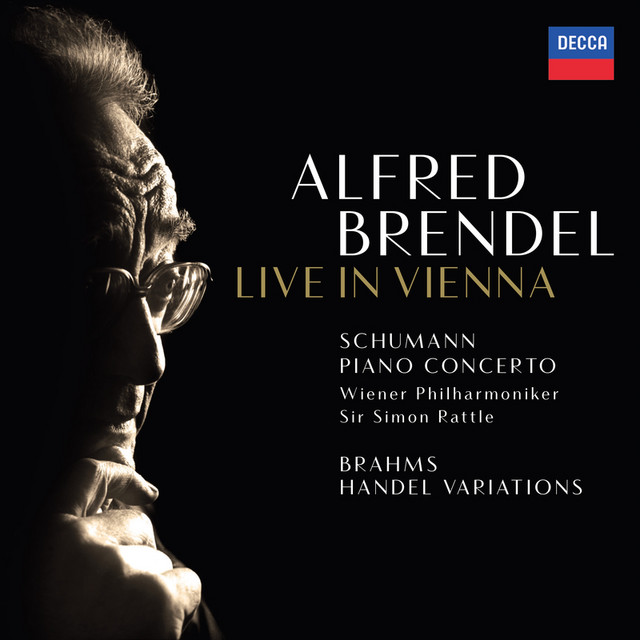 DECCA
ALFRED
BRENDEL
LIVE IN VIENNA
SCHUMANN
PIANO CONCERTO
Wiener Philharmoniker
Sir Simon Rattle
BRAHMS
HANDEL VARIATIONS